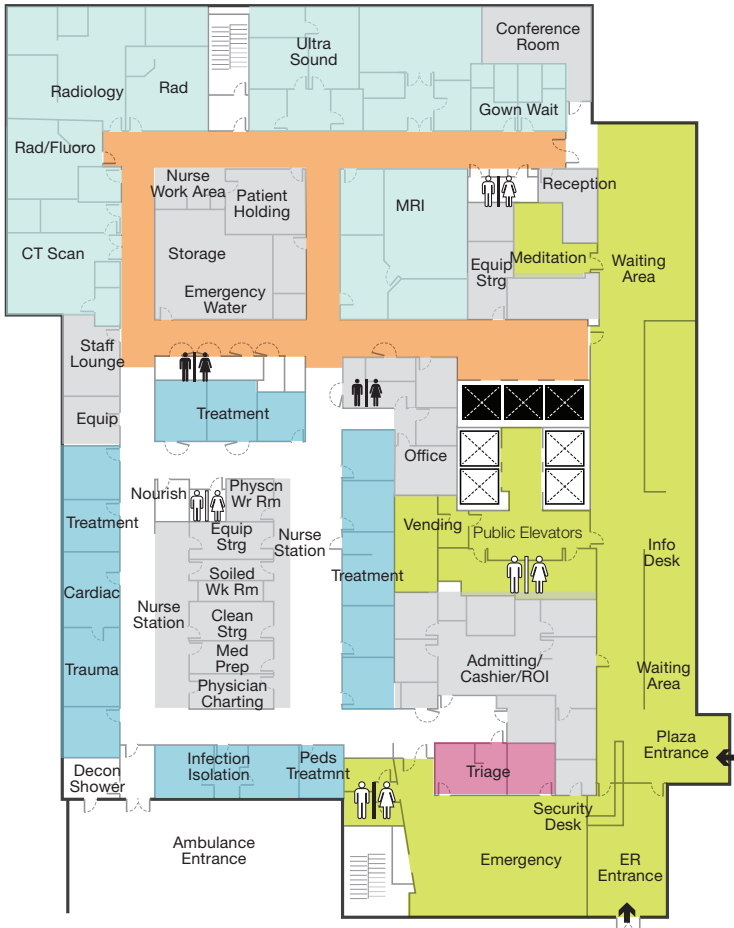 Conference
Room
Ultra
Sound
Radiology
Rad
Gown Wait
Rad/Fluoro
Nurse
Work Area
Patient
Holding
MRI
Reception
CT Scan
Storage
Equip
Strg
Meditation
Waiting
Area
Emergency
Water
Staff
Lounge
Equip
Treatment
Office
Nourish
Physcn
Wr Rm
Treatment
Equip
Strg
Nurse
Station
Vending
Public Elevators
Info
Desk
Cardiac
Soiled
Wk Rm
Treatment
Nurse
Station
Clean
Strg
Trauma
Med
Prep
Admitting/
Cashier/ROI
Waiting
Area
Physician
Charting
Plaza
Entrance
Decon
Shower
Infection
Isolation
Peds
Treatmnt
Triage
Security
Desk
Ambulance
Entrance
Emergency
ER
Entrance